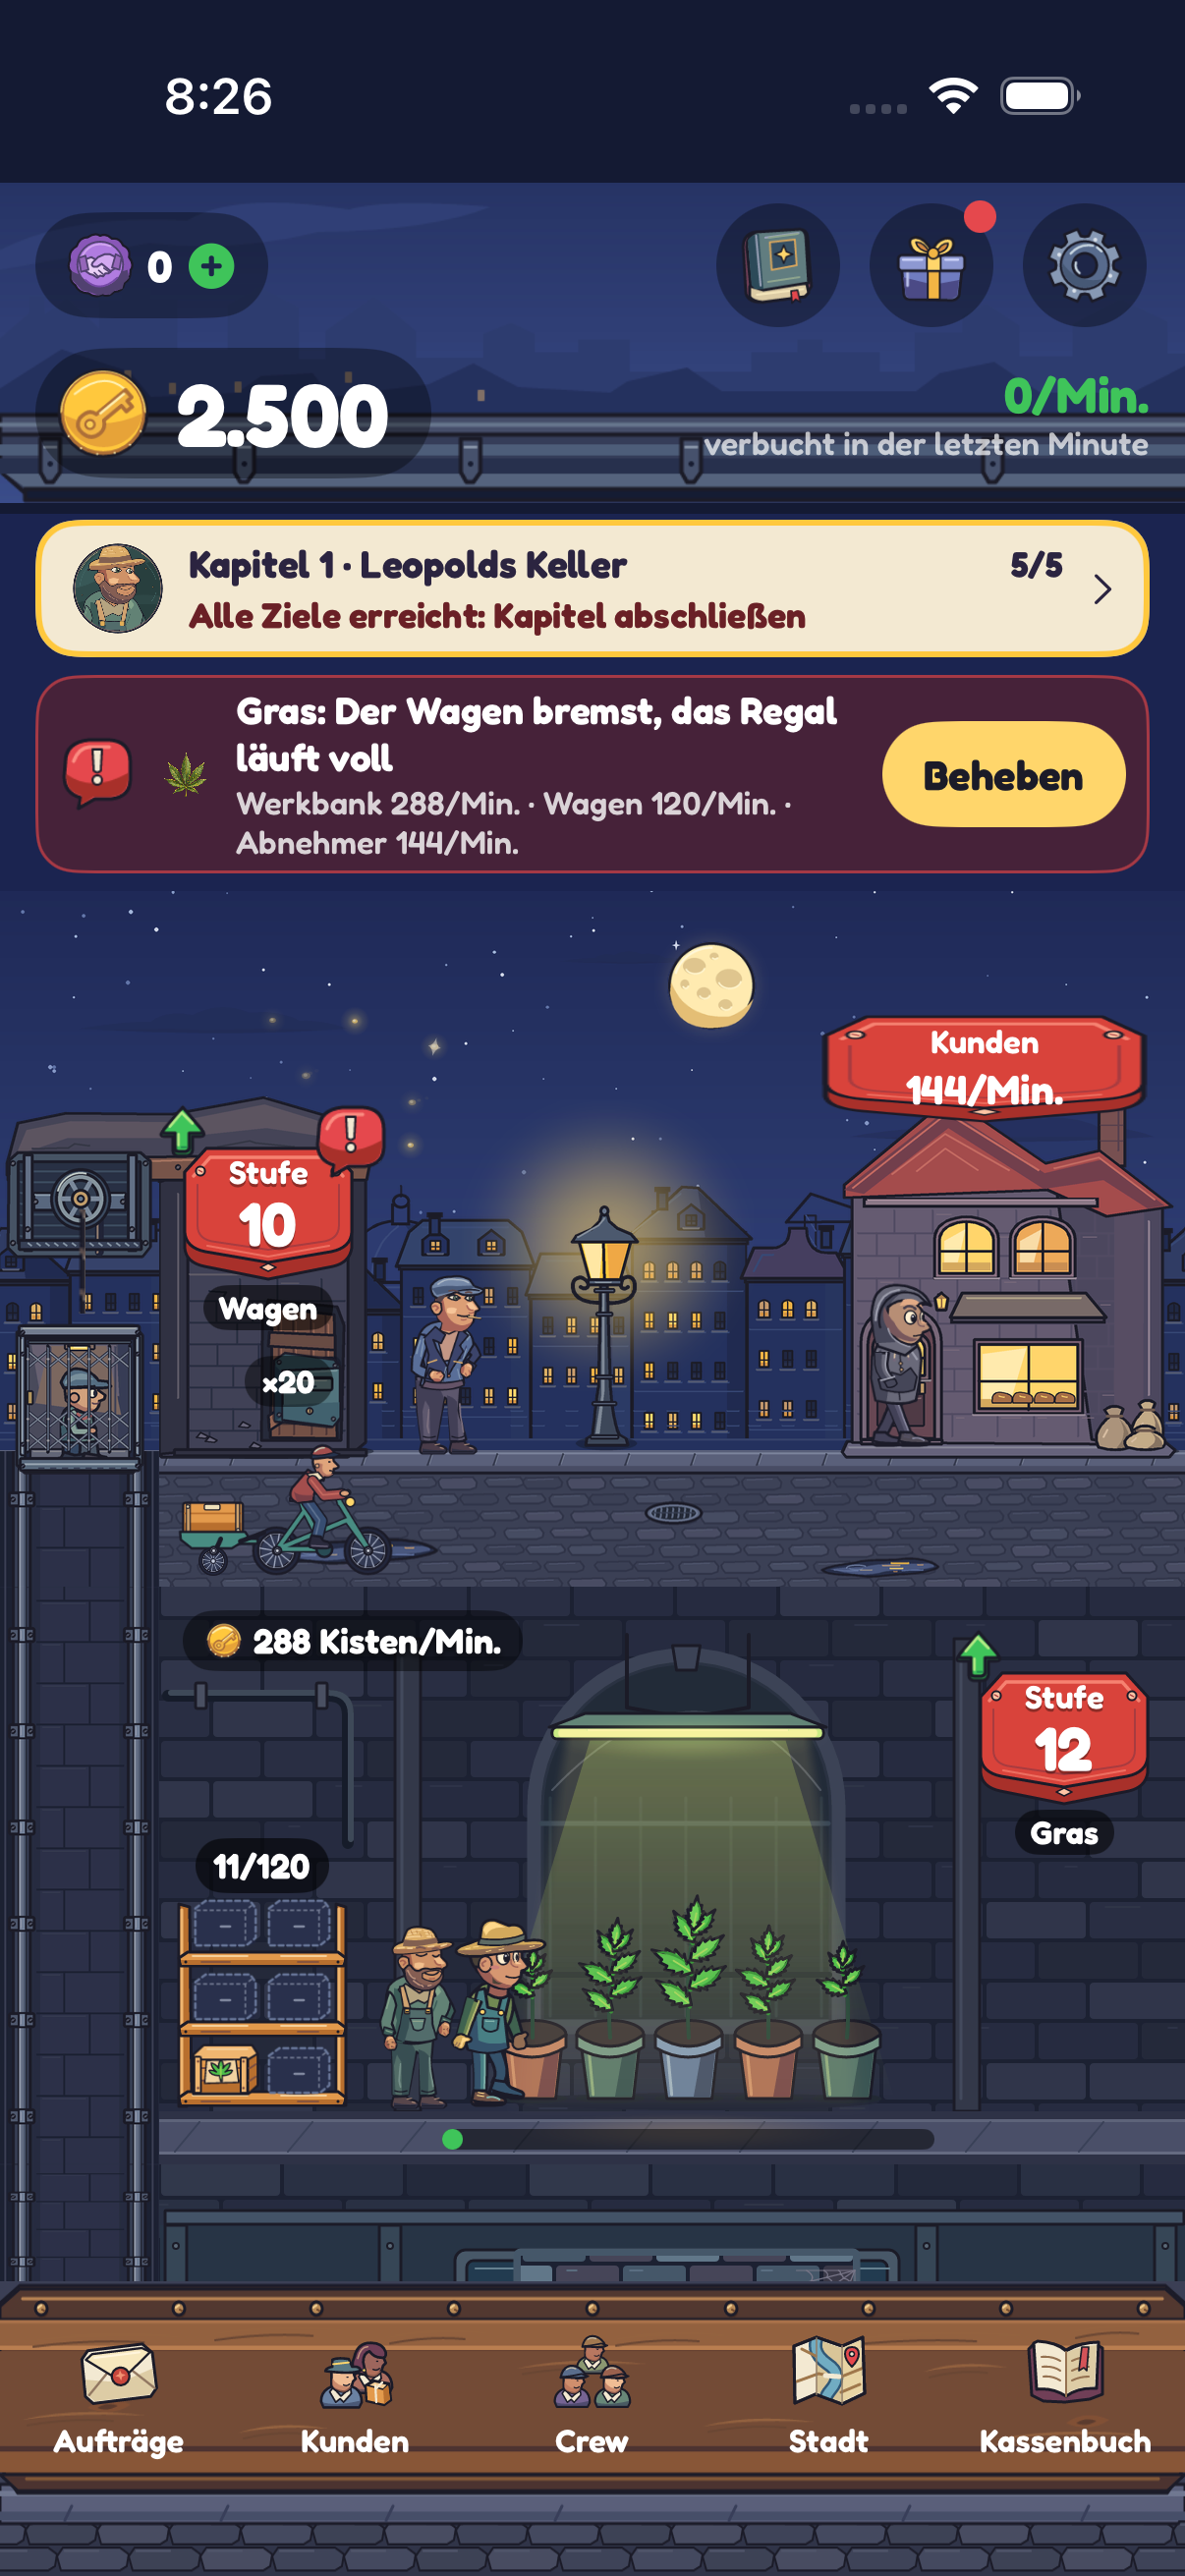 8:26
0
2.500
0/Min.
verbucht in der letzten Minute
Kapitel 1 · Leopolds Keller
5/5
Alle Ziele erreicht: Kapitel abschließen
Gras: Der Wagen bremst, das Regal
läuft voll
Werkbank 288/Min. · Wagen 120/Min. ·
Abnehmer 144/Min.
Beheben
Kunden
144/Min.
Stufe
10
Wagen
×20
288 Kisten/Min.
Stufe
12
Gras
11/120
Aufträge
Kunden
Crew
Stadt
Kassenbuch